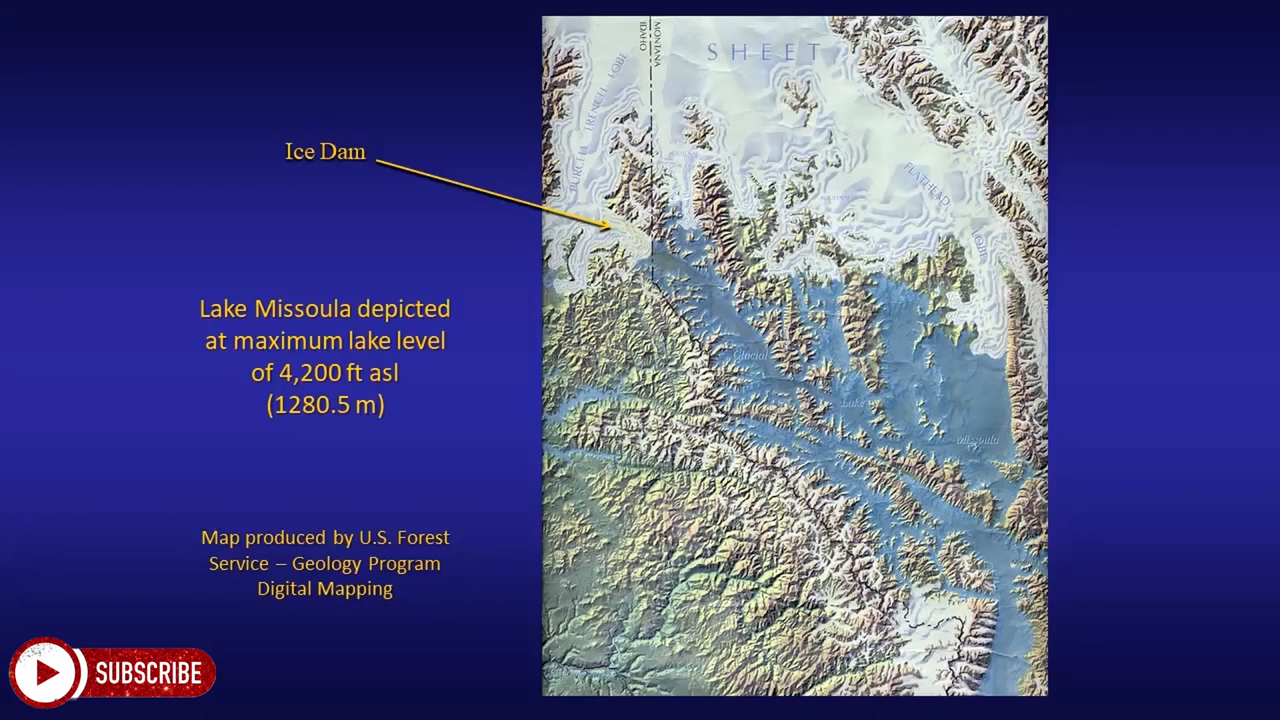 SHEET
MONTANA
IDAHO
PURCELL TRENCH LOBE
Ice Dam
FLATHEAD
LOBE
Lake Missoula depicted
at maximum lake level
of 4,200 ft asl
(1280.5 m)
Glacial
Lake
Missoula
Map produced by U.S. Forest
Service – Geology Program
Digital Mapping
SUBSCRIBE